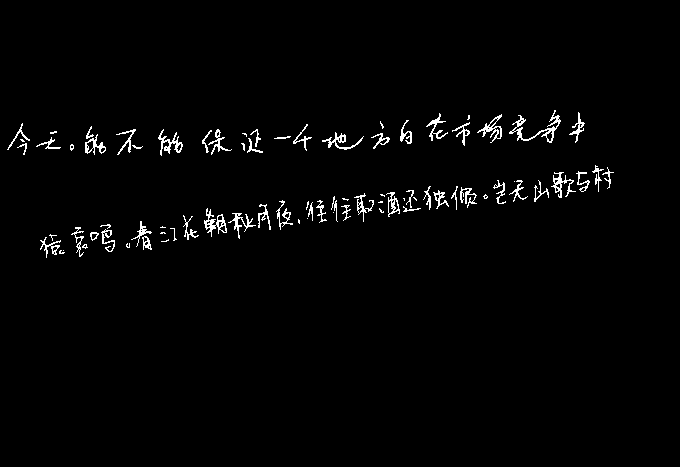 今天。能不能保证一个地方的在市场竞争中
猿哀鸣。春江花朝秋月夜,往往取酒还独倾。岂无山歌与村